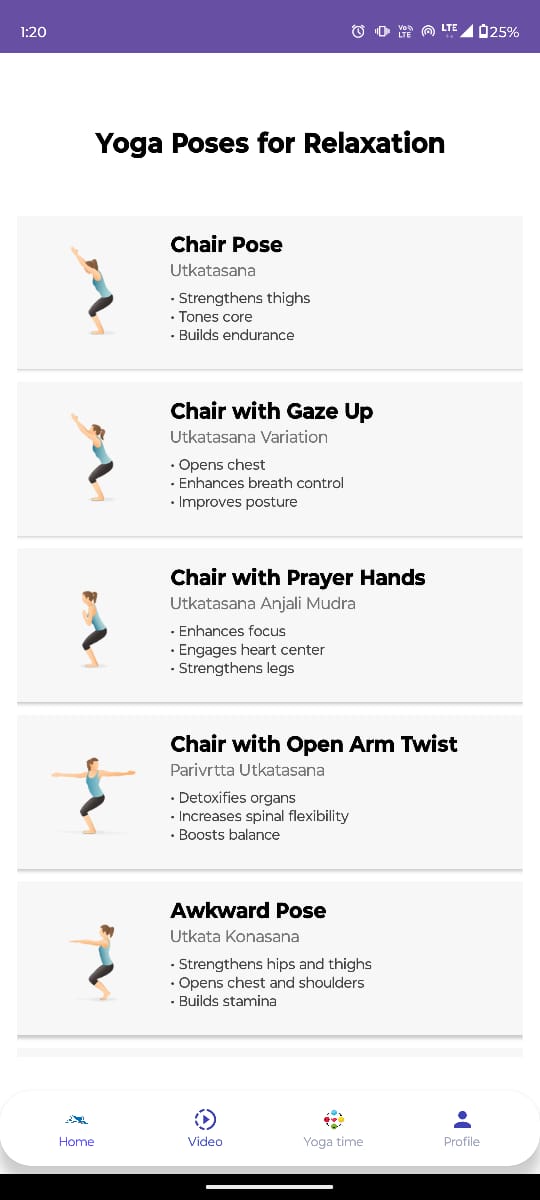 1:20
Vo))
LTE
LTE
25%
Yoga Poses for Relaxation
Chair Pose
Utkatasana
• Strengthens thighs
• Tones core
• Builds endurance
Chair with Gaze Up
Utkatasana Variation
• Opens chest
• Enhances breath control
• Improves posture
Chair with Prayer Hands
Utkatasana Anjali Mudra
• Enhances focus
• Engages heart center
• Strengthens legs
Chair with Open Arm Twist
Parivrtta Utkatasana
• Detoxifies organs
• Increases spinal flexibility
• Boosts balance
Awkward Pose
Utkata Konasana
• Strengthens hips and thighs
• Opens chest and shoulders
• Builds stamina
Home
Video
Yoga time
Profile